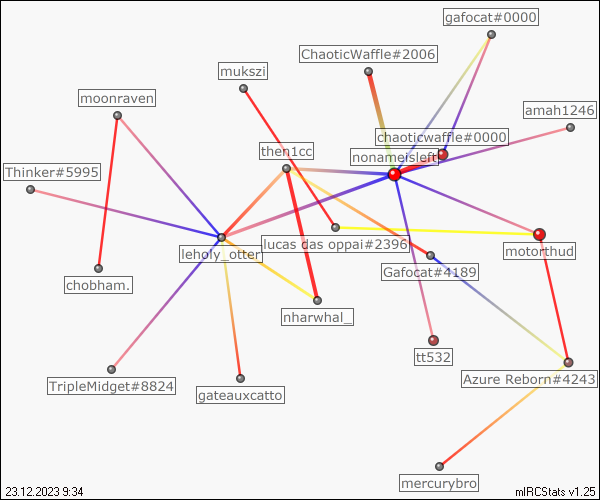 gafocat#0000
ChaoticWaffle#2006
mukszi
moonraven
amah1246
chaoticwaffle#0000
then1cc
nonameisleft
Thinker#5995
lucas das oppai#2396
leholy_otter
motorthud
Gafocat#4189
chobham.
nharwhal_
tt532
Azure Reborn#4243
TripleMidget#8824
gateauxcatto
mercurybro
23.12.2023 9:34
mIRCStats v1.25